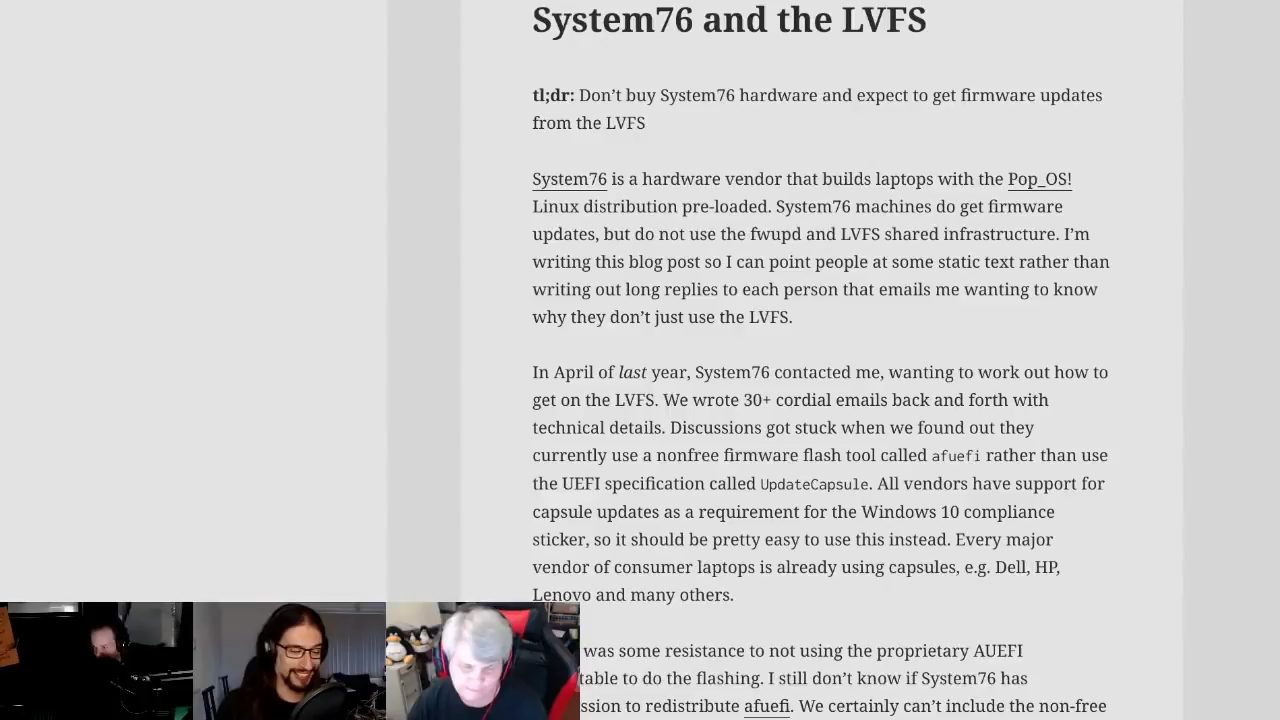 System76 and the LVFS
tl;dr: Don’t buy System76 hardware and expect to get firmware updates
from the LVFS
System76 is a hardware vendor that builds laptops with the Pop_OS!
Linux distribution pre-loaded. System76 machines do get firmware
updates, but do not use the fwupd and LVFS shared infrastructure. I’m
writing this blog post so I can point people at some static text rather than
writing out long replies to each person that emails me wanting to know
why they don’t just use the LVFS.
In April of last year, System76 contacted me, wanting to work out how to
get on the LVFS. We wrote 30+ cordial emails back and forth with
technical details. Discussions got stuck when we found out they
currently use a nonfree firmware flash tool called afuefi rather than use
the UEFI specification called UpdateCapsule. All vendors have support for
capsule updates as a requirement for the Windows 10 compliance
sticker, so it should be pretty easy to use this instead. Every major
vendor of consumer laptops is already using capsules, e.g. Dell, HP,
Lenovo and many others.
was some resistance to not using the proprietary AUEFI
table to do the flashing. I still don’t know if System76 has
ssion to redistribute afuefi. We certainly can’t include the non-free